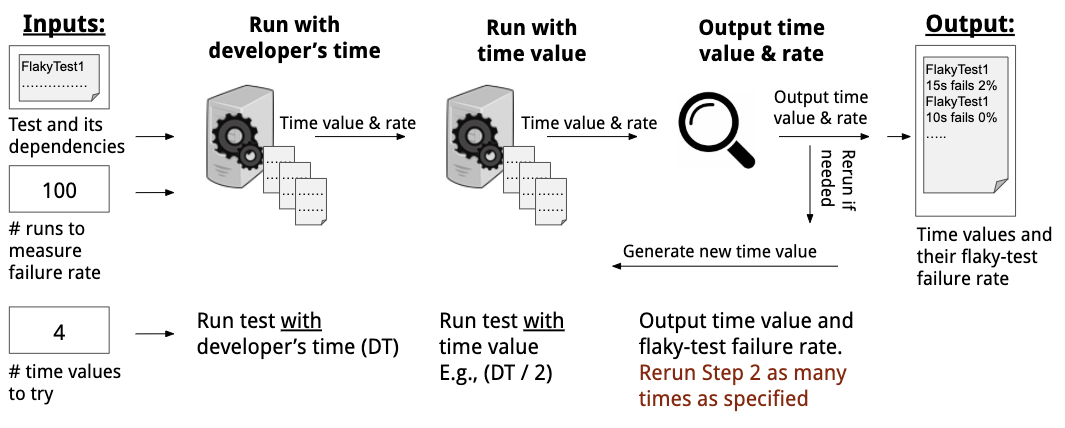 Inputs:
FlakyTest1
...............
Test and its
dependencies
100
# runs to
measure
failure rate
4
# time values
to try
Run with
developer's time
Time value & rate
Run test with
developer's time (DT)
Run with
time value
Time value & rate
Run test with
time value
E.g., (DT / 2)
Output time
value & rate
Output time
value & rate
Rerun if
needed
Generate new time value
Output time value and
flaky-test failure rate.
Rerun Step 2 as many
times as specified
Output:
FlakyTest1
15s fails 2%
FlakyTest1
10s fails 0%
.....
Time values and
their flaky-test
failure rate